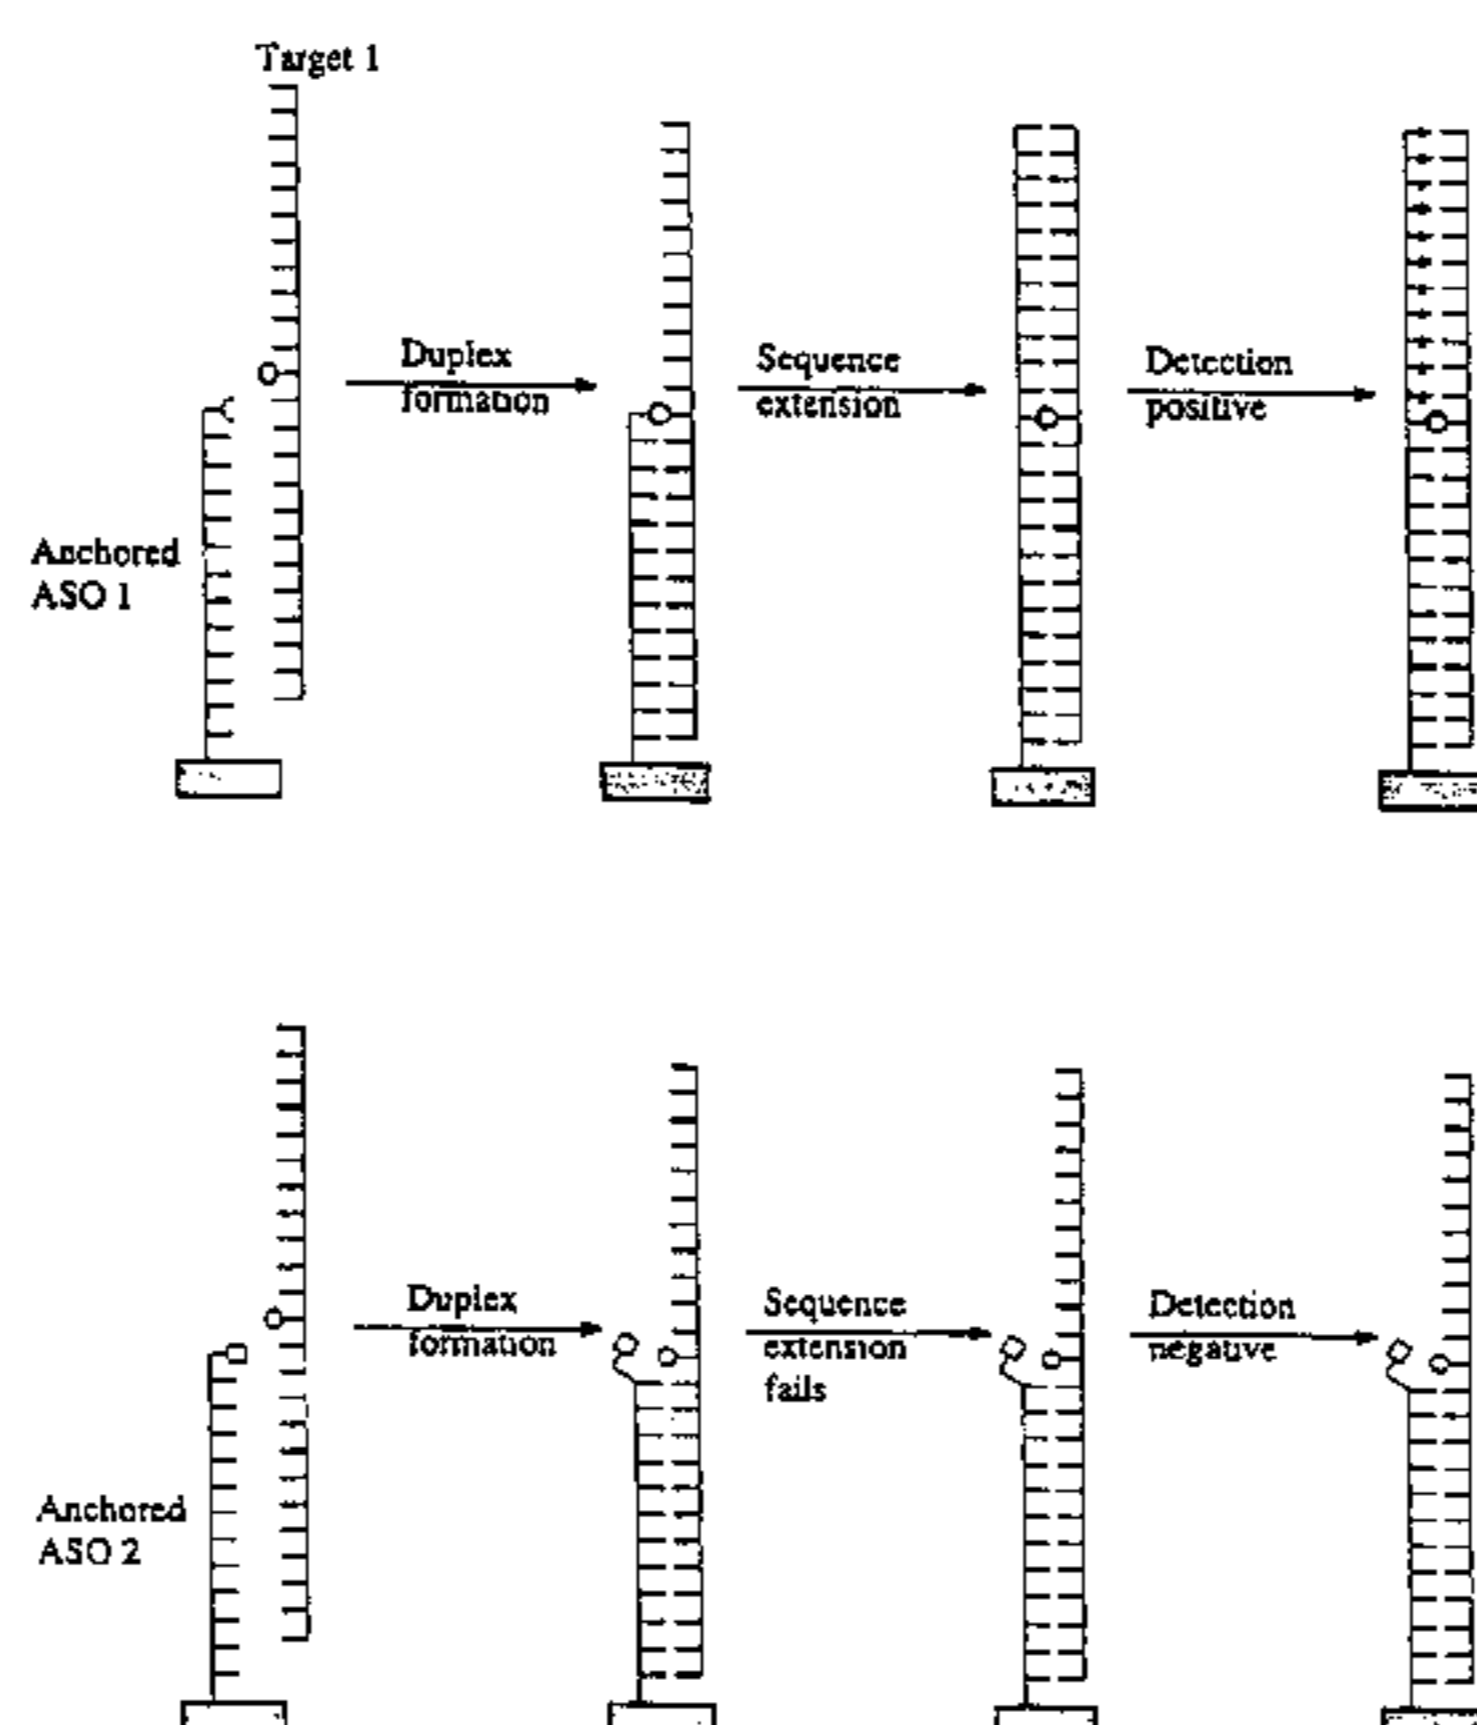 Target 1
Duplex
formation
Sequence
extension
Detection
positive
Anchored
ASO 1
Duplex
formation
Sequence
extension
fails
Detection
negative
Anchored
ASO 2